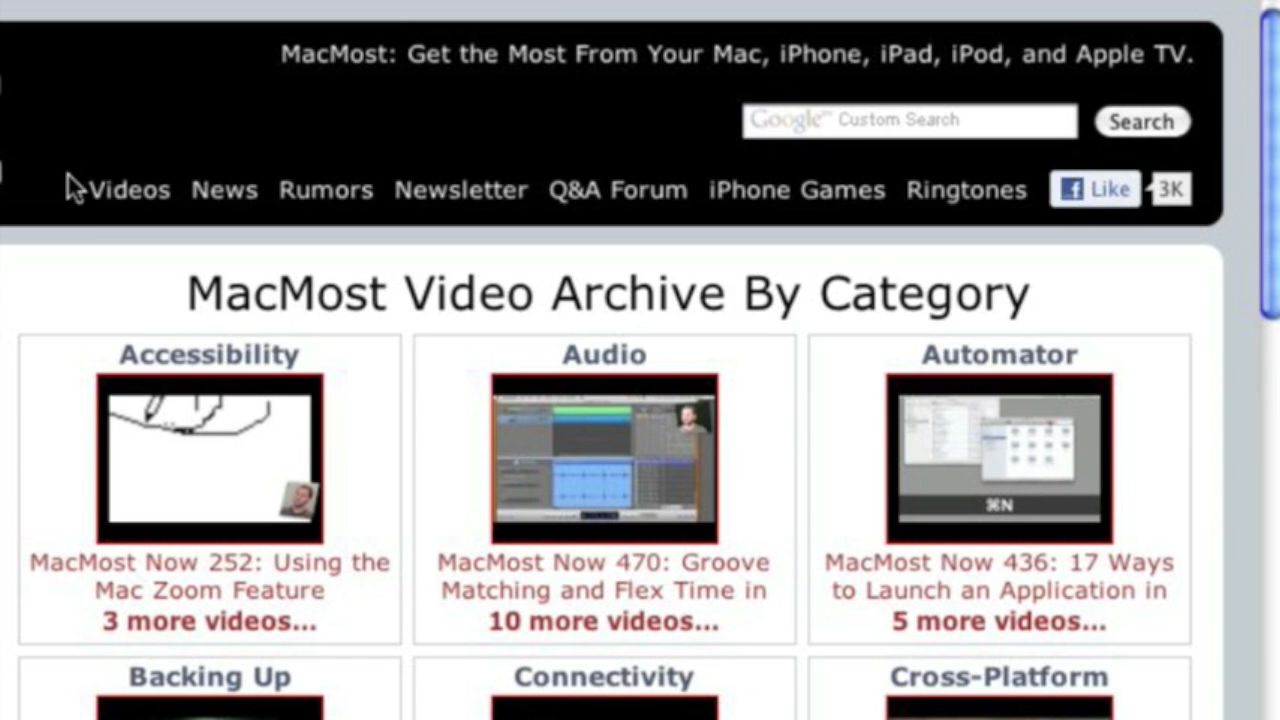 MacMost: Get the Most From Your Mac, iPhone, iPad, iPod, and Apple TV.
Google™ Custom Search Search
Videos News Rumors Newsletter Q&A Forum iPhone Games Ringtones Like 3K
MacMost Video Archive By Category
Accessibility Audio Automator
⌘N
MacMost Now 252: Using the
Mac Zoom Feature
3 more videos...
MacMost Now 470: Groove
Matching and Flex Time in
10 more videos...
MacMost Now 436: 17 Ways
to Launch an Application in
5 more videos...
Backing Up Connectivity Cross-Platform